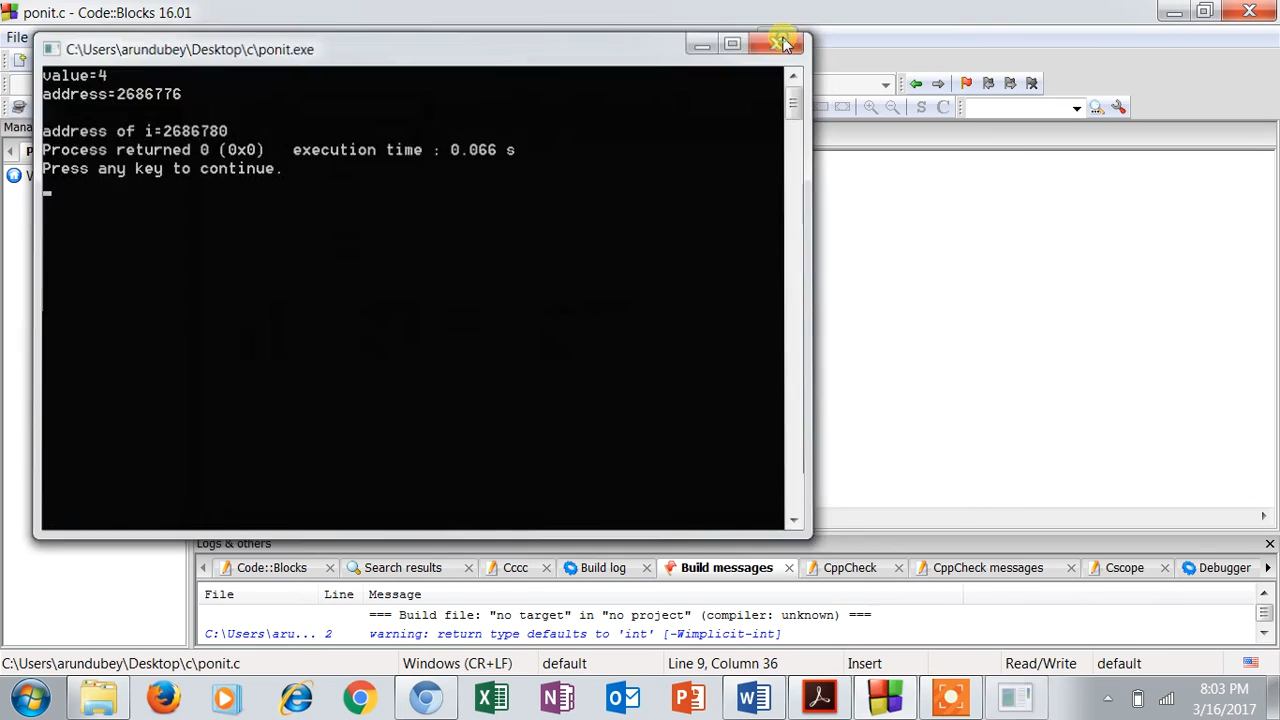 ponit.c - Code::Blocks 16.01
File
C:\Users\arundubey\Desktop\c\ponit.exe
value=4
address=2686776
address of i=2686780
Process returned 0 (0x0)   execution time : 0.066 s
Press any key to continue.
Mana
S C
Logs & others
Code::Blocks
Search results
Cccc
Build log
Build messages
CppCheck
CppCheck messages
Cscope
Debugger
File Line Message
=== Build file: "no target" in "no project" (compiler: unknown) ===
C:\Users\aru... 2 warning: return type defaults to 'int' [-Wimplicit-int]
C:\Users\arundubey\Desktop\c\ponit.c Windows (CR+LF) default Line 9, Column 36 Insert Read/Write default
8:03 PM
3/16/2017